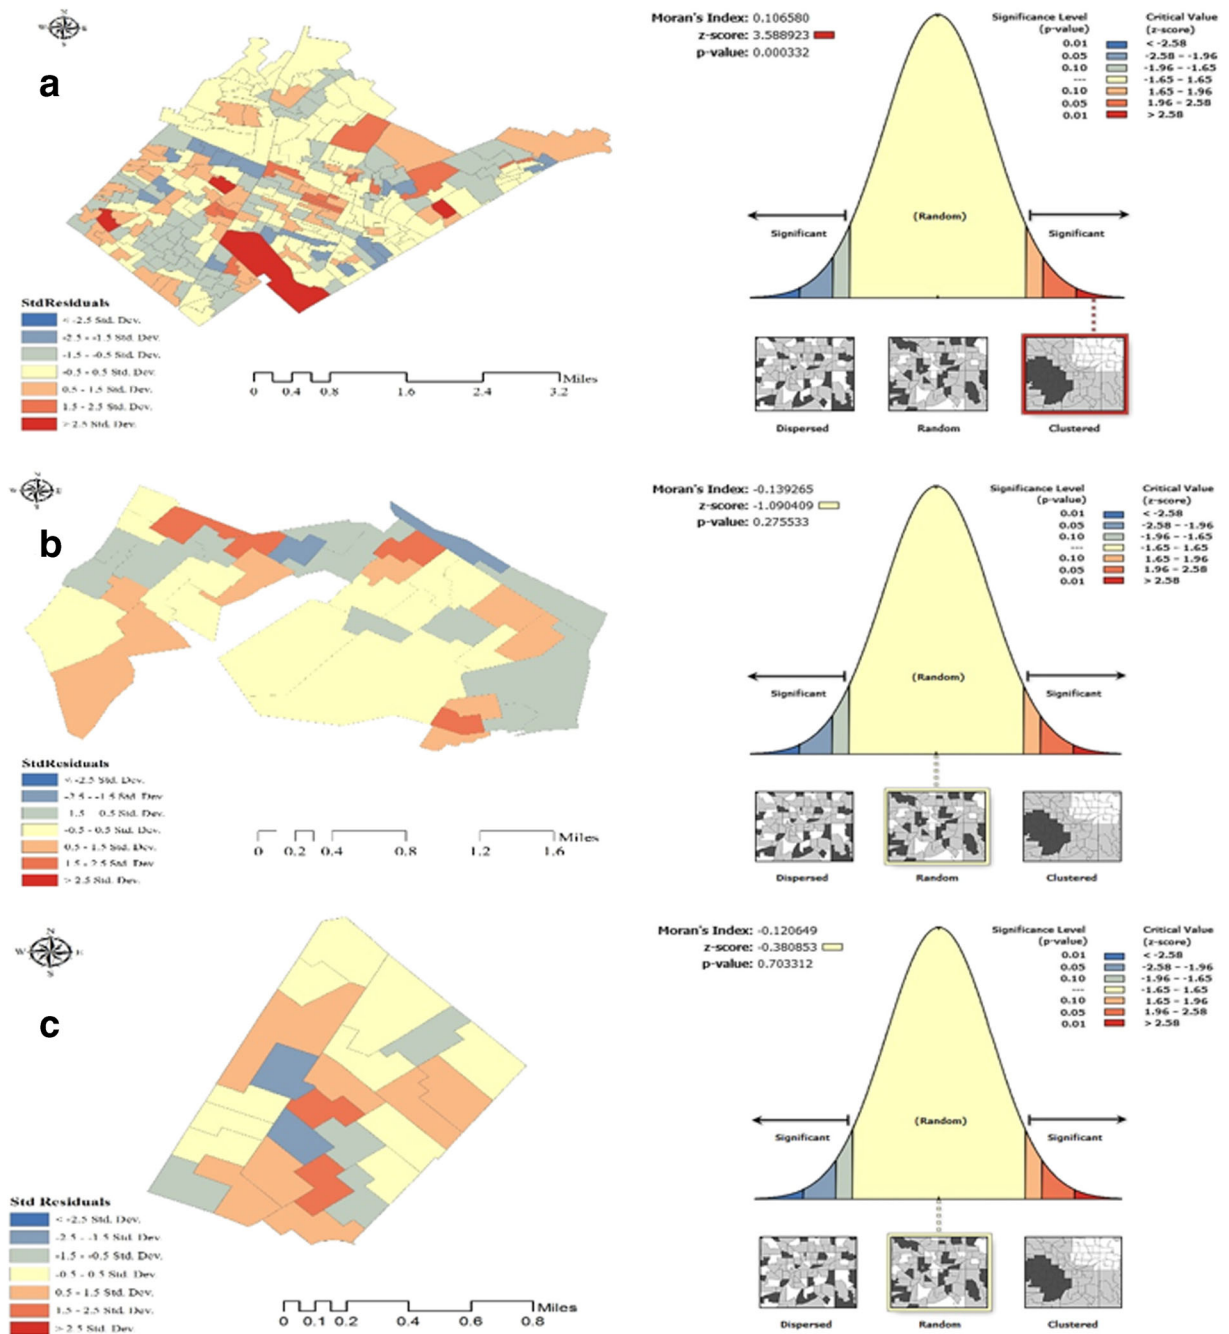 a
N
W E
S
StdResiduals
< -2.5 Std. Dev.
-2.5 - -1.5 Std. Dev.
-1.5 - -0.5 Std. Dev.
-0.5 - 0.5 Std. Dev.
0.5 - 1.5 Std. Dev.
1.5 - 2.5 Std. Dev.
> 2.5 Std. Dev.
0 0.4 0.8 1.6 2.4 3.2 Miles
Moran's Index: 0.106580
z-score: 3.588923
p-value: 0.000332
Significance Level (p-value)
Critical Value (z-score)
0.01 < -2.58
0.05 -2.58 – -1.96
0.10 -1.96 – -1.65
--- -1.65 – 1.65
0.10 1.65 – 1.96
0.05 1.96 – 2.58
0.01 > 2.58
(Random)
Significant Significant
Dispersed Random Clustered
b
N
W E
S
StdResiduals
< -2.5 Std. Dev.
-2.5 - -1.5 Std. Dev.
1.5 0.5 Std. Dev.
-0.5 - 0.5 Std. Dev.
0.5 - 1.5 Std. Dev.
1.5 - 2.5 Std. Dev
> 2.5 Std. Dev.
0 0.2 0.4 0.8 1.2 1.6 Miles
Moran's Index: -0.139265
z-score: -1.090409
p-value: 0.275533
Significance Level (p-value)
Critical Value (z-score)
0.01 < -2.58
0.05 -2.58 – -1.96
0.10 -1.96 – -1.65
--- -1.65 – 1.65
0.10 1.65 – 1.96
0.05 1.96 – 2.58
0.01 > 2.58
(Random)
Significant Significant
Dispersed Random Clustered
c
N
W E
S
Std Residuals
< -2.5 Std. Dev.
-2.5 - -1.5 Std. Dev.
-1.5 - -0.5 Std. Dev.
-0.5 - 0.5 Std. Dev.
0.5 - 1.5 Std. Dev.
1.5 - 2.5 Std. Dev.
> 2.5 Std. Dev.
0 0.1 0.2 0.4 0.6 0.8 Miles
Moran's Index: -0.120649
z-score: -0.380853
p-value: 0.703312
Significance Level (p-value)
Critical Value (z-score)
0.01 < -2.58
0.05 -2.58 – -1.96
0.10 -1.96 – -1.65
--- -1.65 – 1.65
0.10 1.65 – 1.96
0.05 1.96 – 2.58
0.01 > 2.58
(Random)
Significant Significant
Dispersed Random Clustered